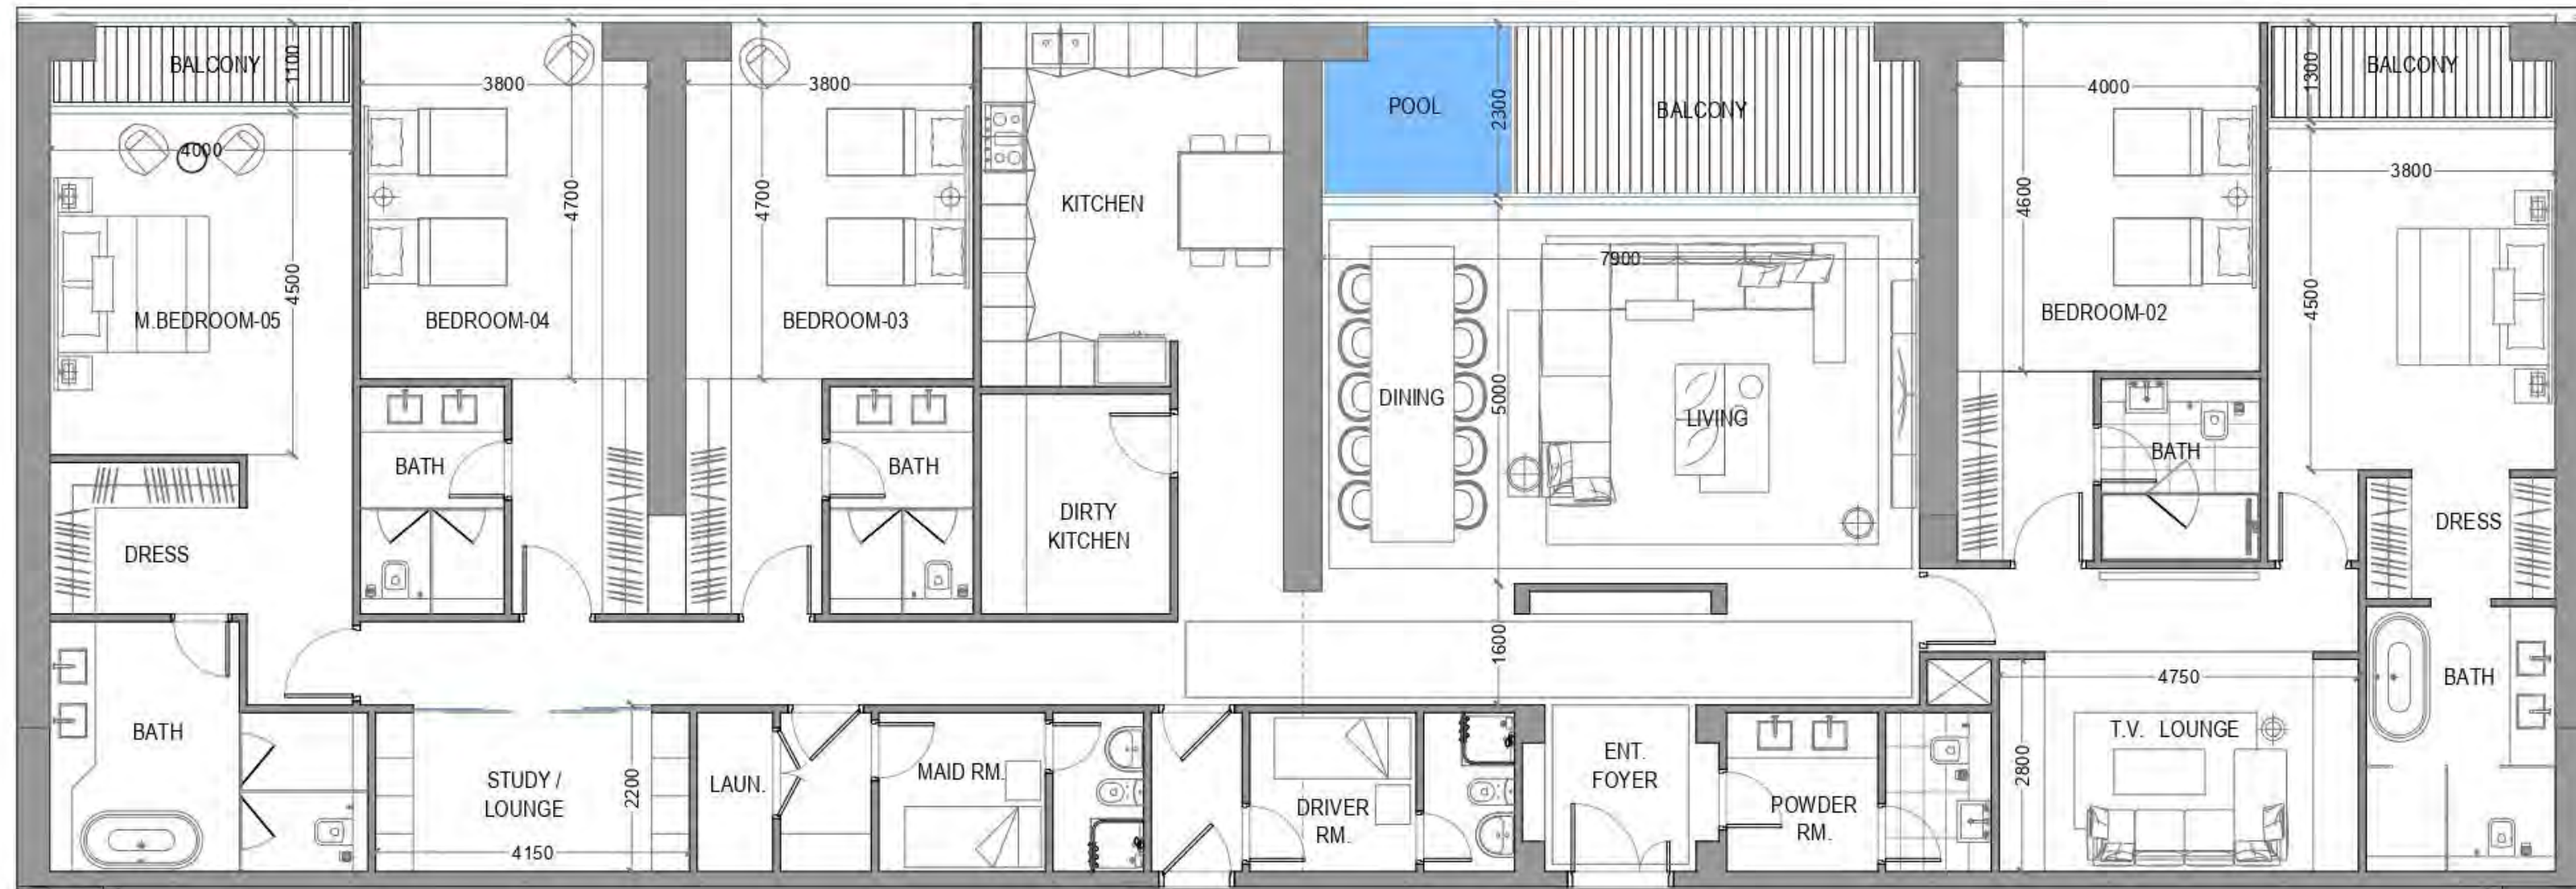 BALCONY
1100
3800
3800
POOL
2300
BALCONY
4000
1300
BALCONY
4000
4700
4700
KITCHEN
4600
3800
4500
7900
M.BEDROOM-05
BEDROOM-04
BEDROOM-03
BEDROOM-02
4500
DINING
5000
LIVING
BATH
BATH
BATH
DRESS
DIRTY
KITCHEN
DRESS
1600
BATH
STUDY /
LOUNGE
2200
4150
LAUN.
MAID RM.
DRIVER
RM.
ENT.
FOYER
POWDER
RM.
4750
2800
T.V. LOUNGE
BATH